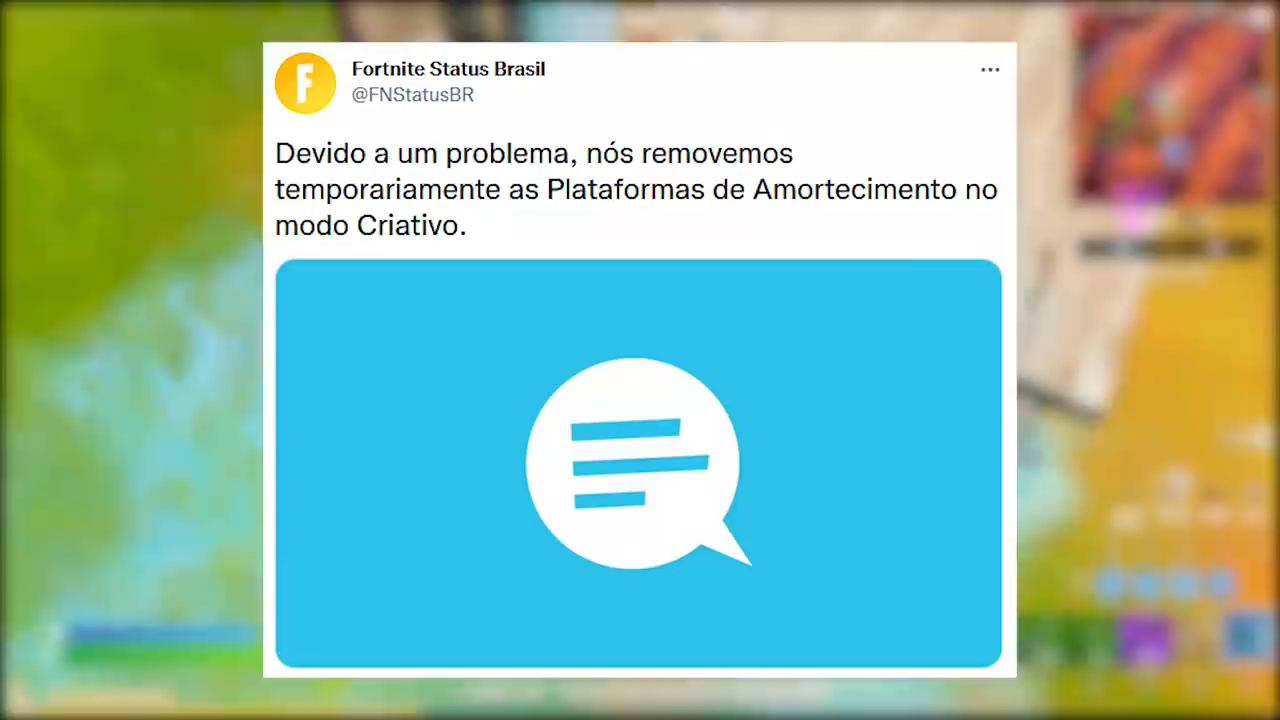 Fortnite Status Brasil
@FNStatusBR
Devido a um problema, nós removemos
temporariamente as Plataformas de Amortecimento no
modo Criativo.